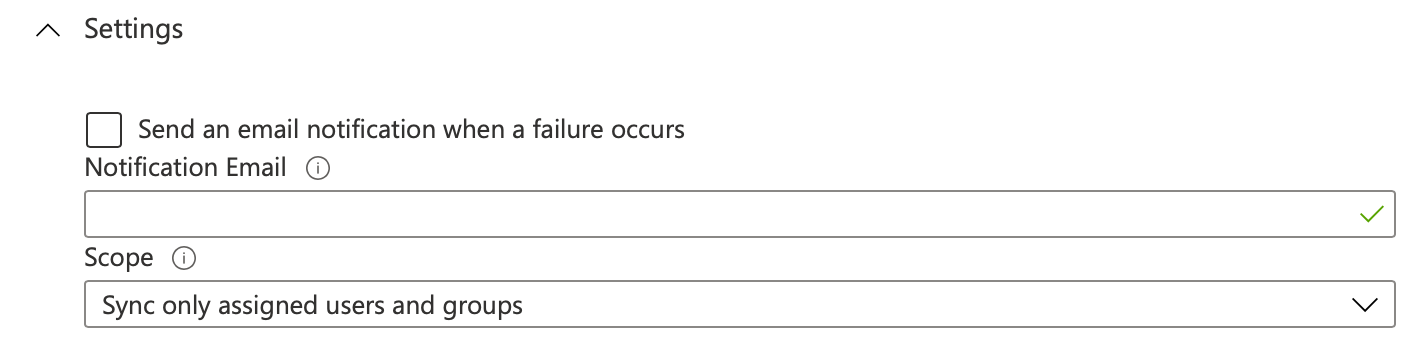 Settings
Send an email notification when a failure occurs
Notification Email
Scope
Sync only assigned users and groups